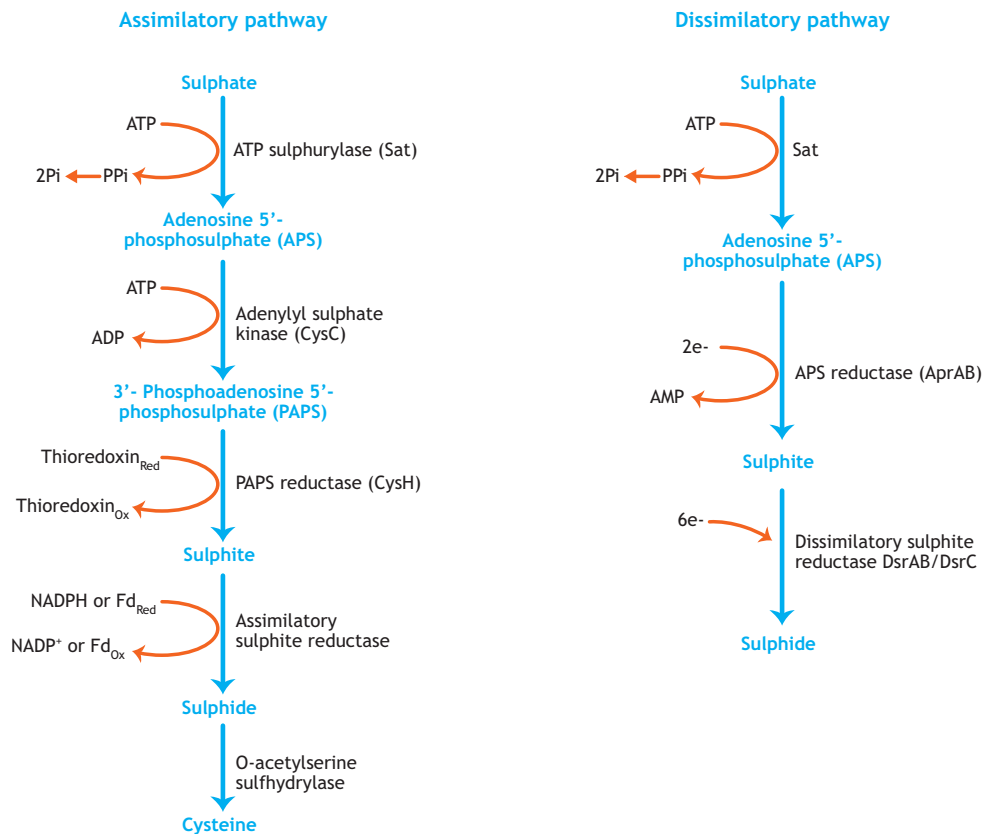 Assimilatory pathway
Sulphate
ATP
ATP sulphurylase (Sat)
2Pi
PPi
Adenosine 5’-
phosphosulphate (APS)
ATP
Adenylyl sulphate
kinase (CysC)
ADP
3’- Phosphoadenosine 5’-
phosphosulphate (PAPS)
ThioredoxinRed
PAPS reductase (CysH)
ThioredoxinOx
Sulphite
NADPH or FdRed
Assimilatory
sulphite reductase
NADP+ or FdOx
Sulphide
O-acetylserine
sulfhydrylase
Cysteine
Dissimilatory pathway
Sulphate
ATP
Sat
2Pi
PPi
Adenosine 5’-
phosphosulphate (APS)
2e-
APS reductase (AprAB)
AMP
Sulphite
6e-
Dissimilatory sulphite
reductase DsrAB/DsrC
Sulphide